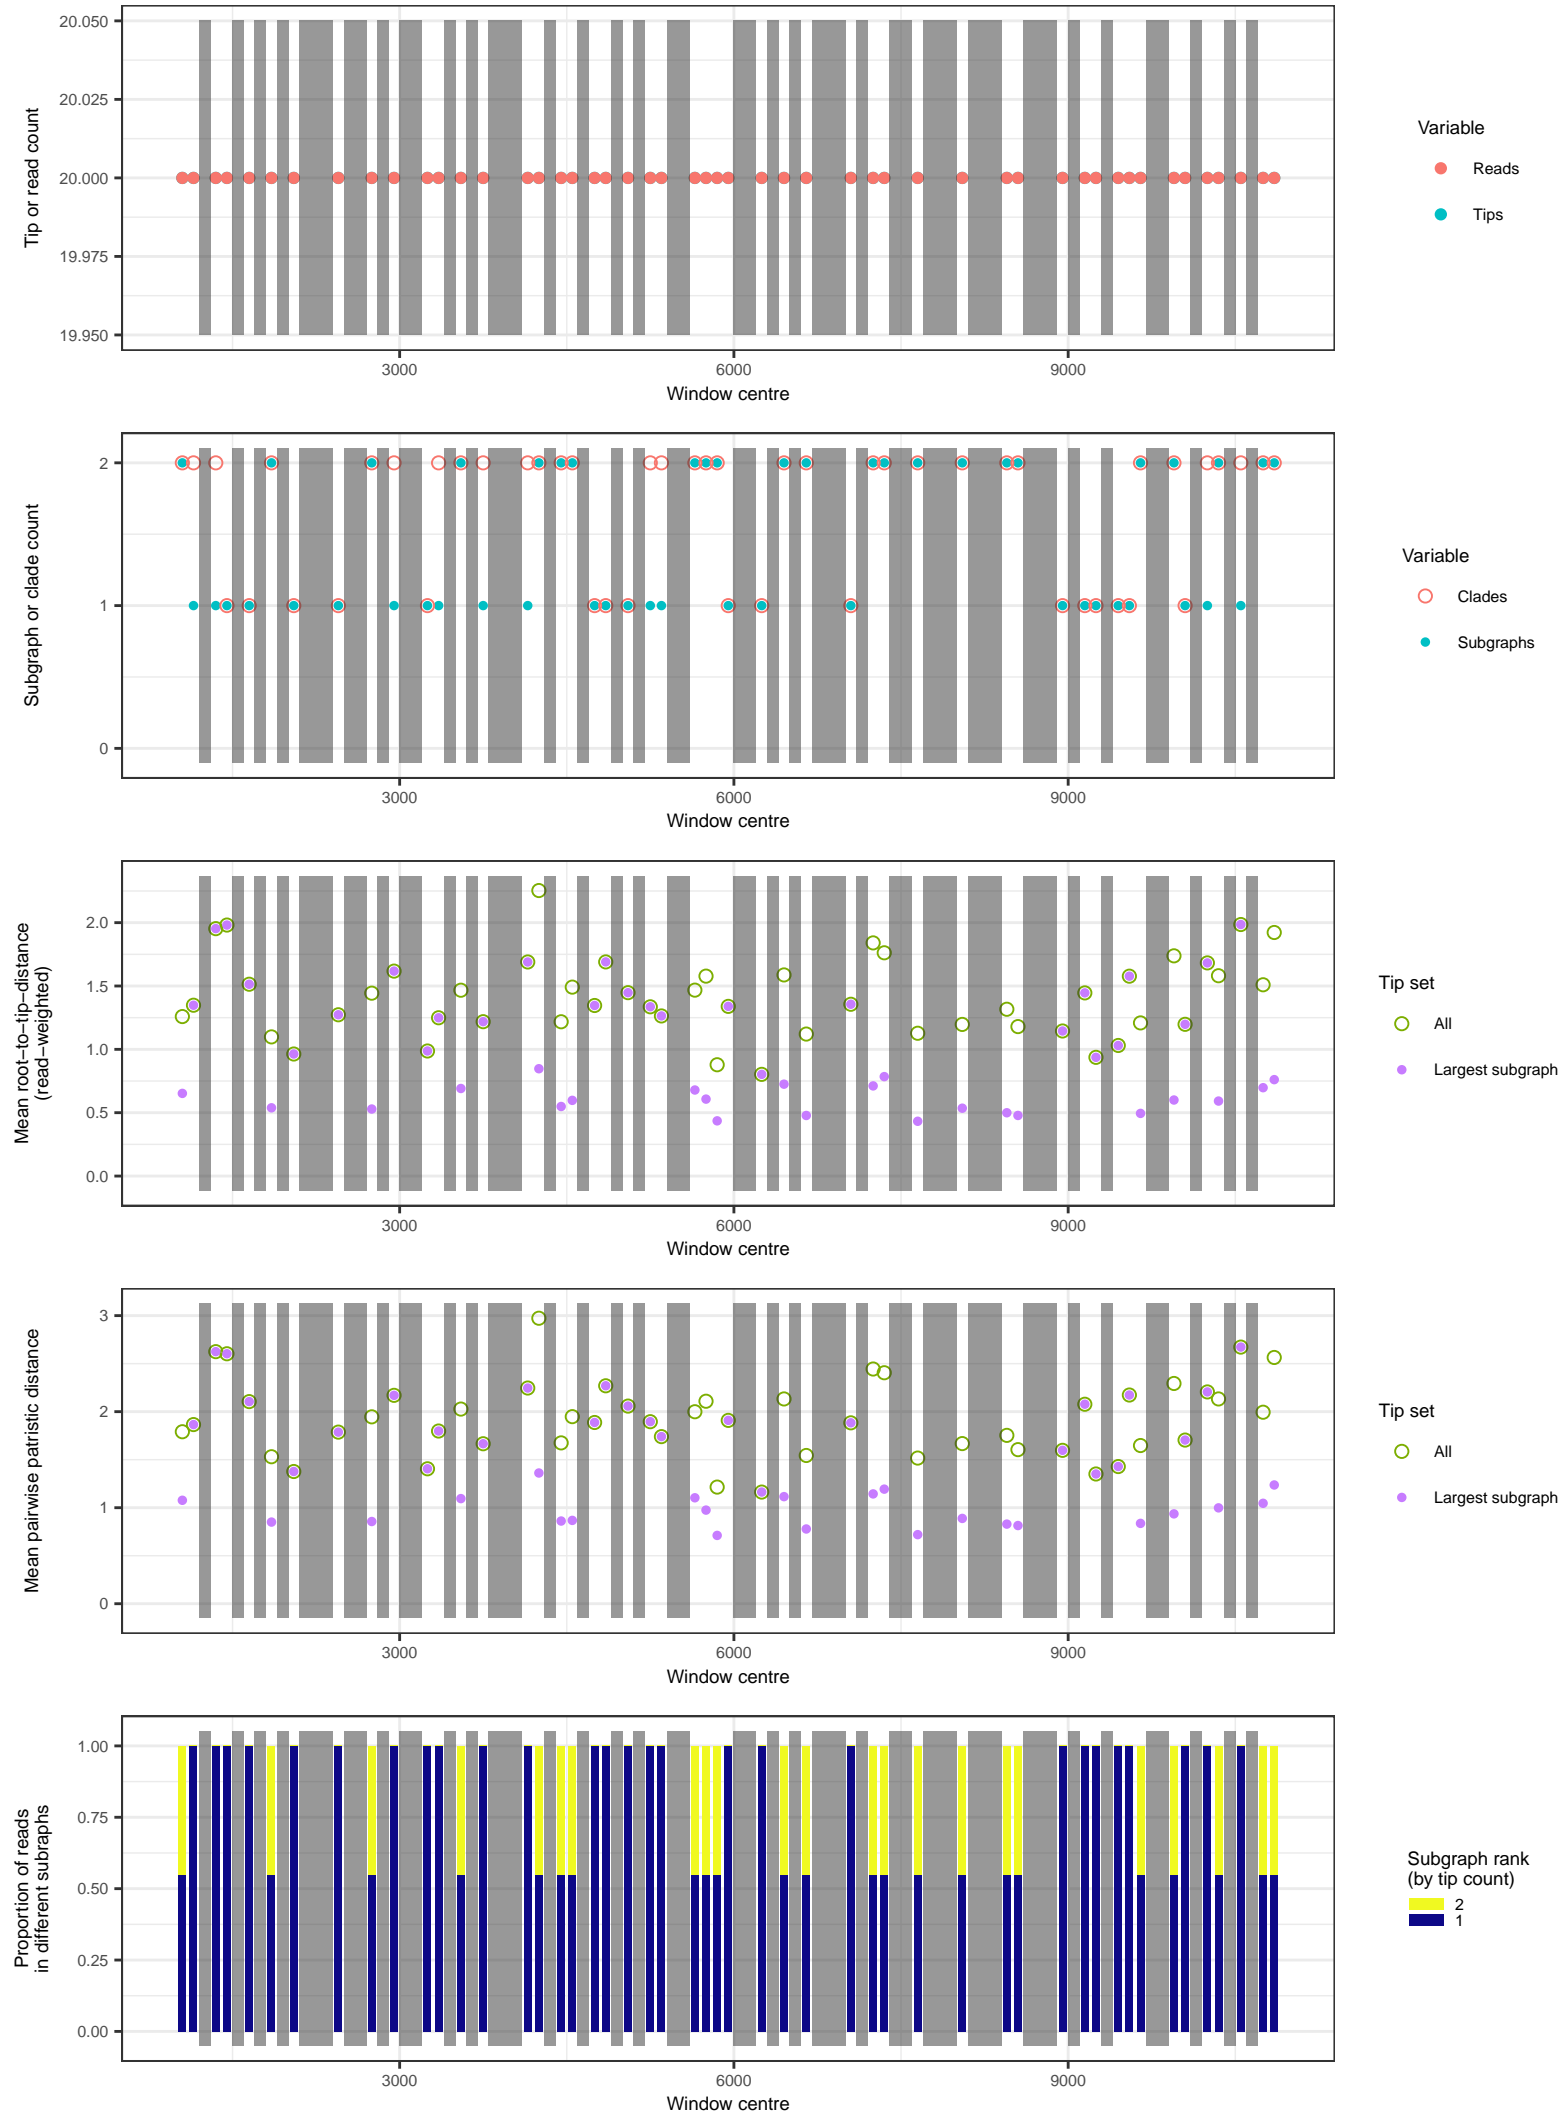 20.050
20.025
20.000
19.975
19.950
Tip or read count
3000
6000
9000
Window centre
Variable
Reads
Tips
2
1
0
Subgraph or clade count
3000
6000
9000
Window centre
Variable
Clades
Subgraphs
2.0
1.5
1.0
0.5
0.0
Mean root−to−tip−distance
(read−weighted)
3000
6000
9000
Window centre
Tip set
All
Largest subgraph
3
2
1
0
Mean pairwise patristic distance
3000
6000
9000
Window centre
Tip set
All
Largest subgraph
1.00
0.75
0.50
0.25
0.00
Proportion of reads
in different subraphs
3000
6000
9000
Window centre
Subgraph rank
(by tip count)
2
1